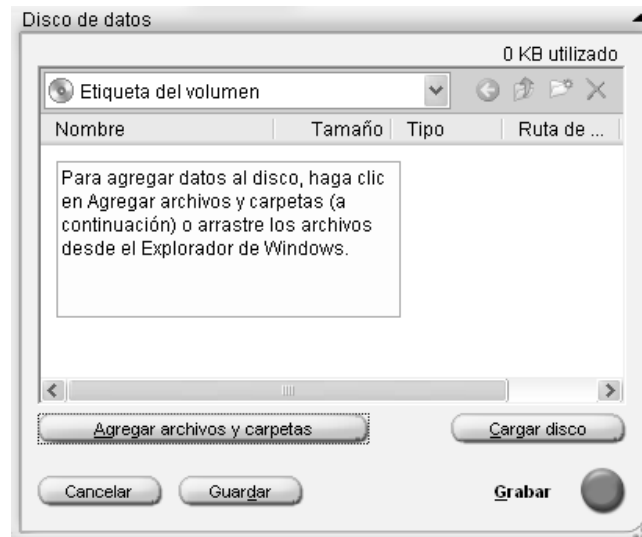 Disco de datos
0 KB utilizado
Etiqueta del volumen
Nombre Tamaño Tipo Ruta de ...
Para agregar datos al disco, haga clic
en Agregar archivos y carpetas (a
continuación) o arrastre los archivos
desde el Explorador de Windows.
Agregar archivos y carpetas Cargar disco
Cancelar Guardar Grabar